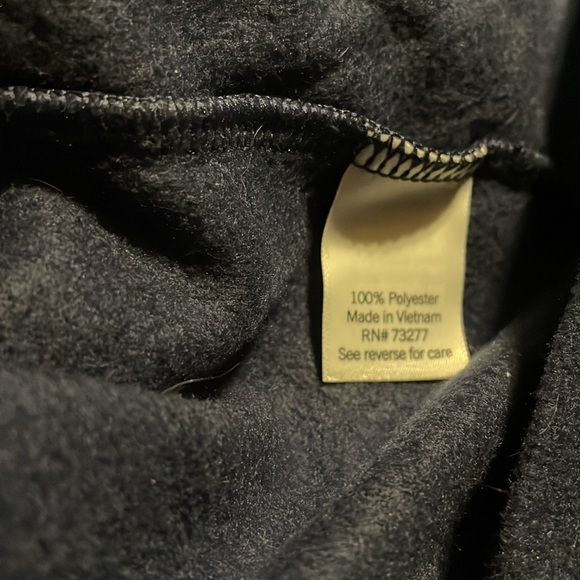 100% Polyester
Made in Vietnam
RN# 73277
See reverse for care